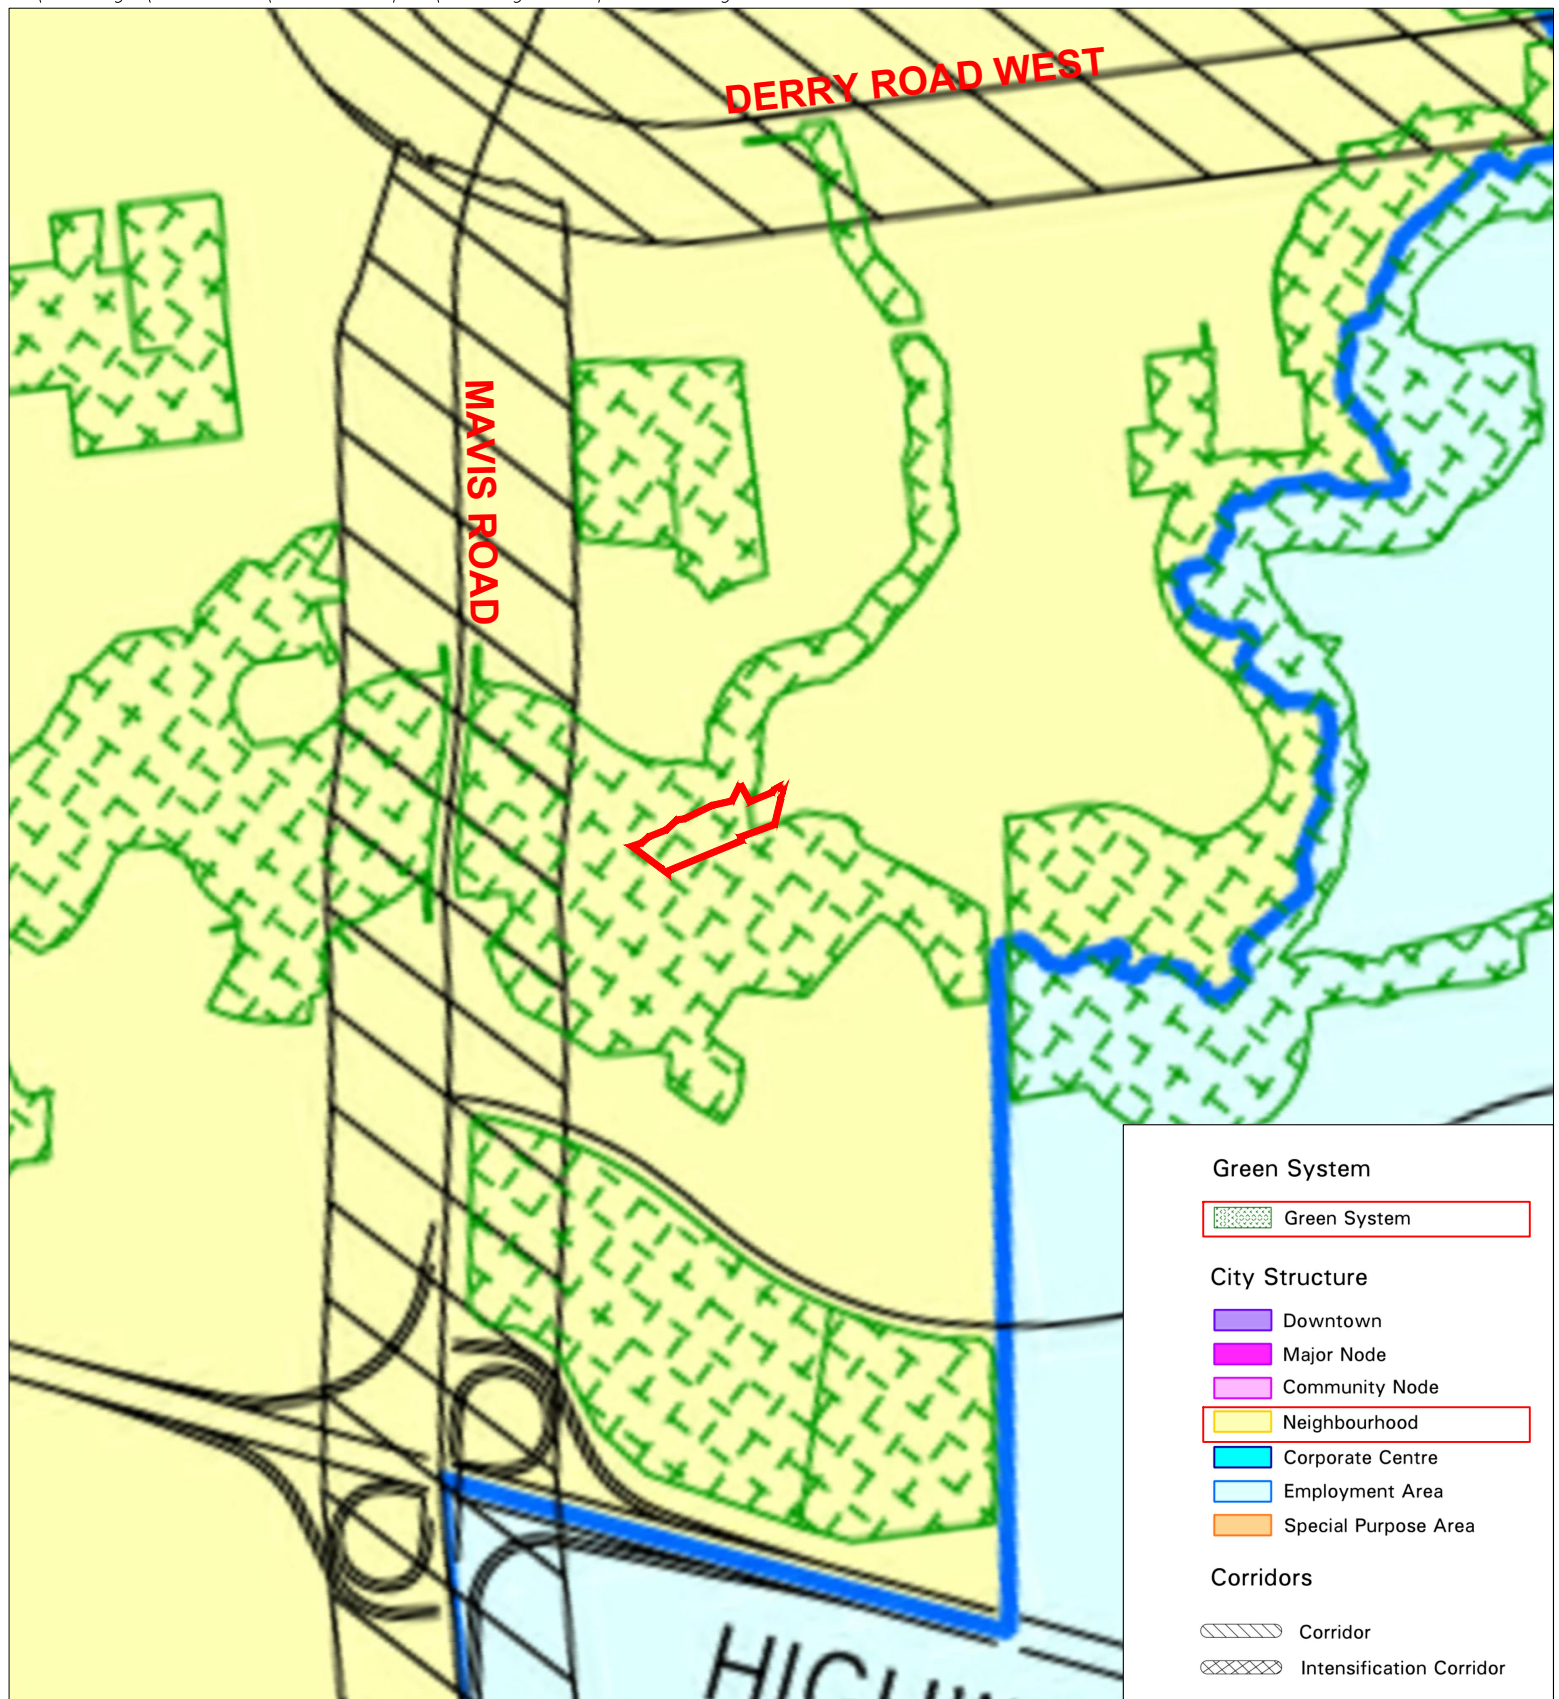 DERRY ROAD WEST
MAVIS ROAD
Green System
Green System
City Structure
Downtown
Major Node
Community Node
Neighbourhood
Corporate Centre
Employment Area
Special Purpose Area
Corridors
Corridor
Intensification Corridor